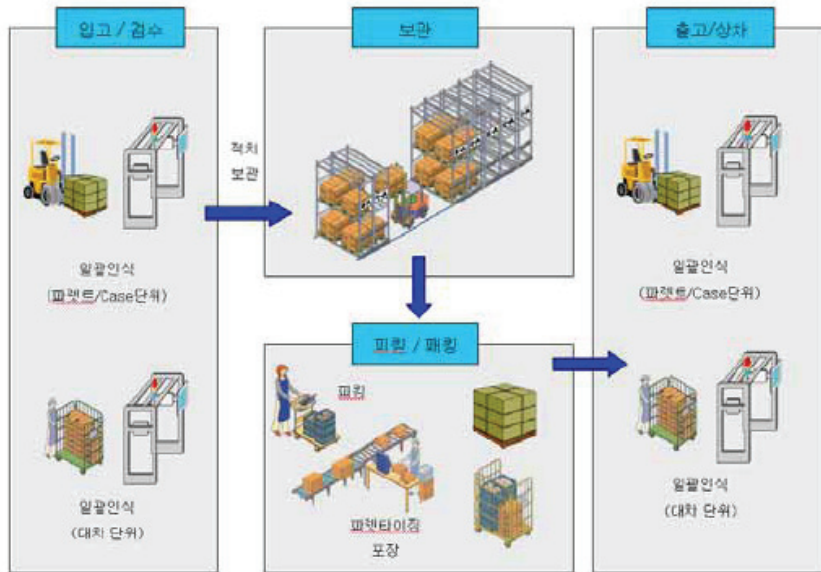 입고 / 검수
일괄인식
(파렛트/Case단위)
일괄인식
(대차 단위)
적치
보관
보관
피킹 / 패킹
피킹
파렛타이징
포장
출고/상차
일괄인식
(파렛트/Case단위)
일괄인식
(대차 단위)